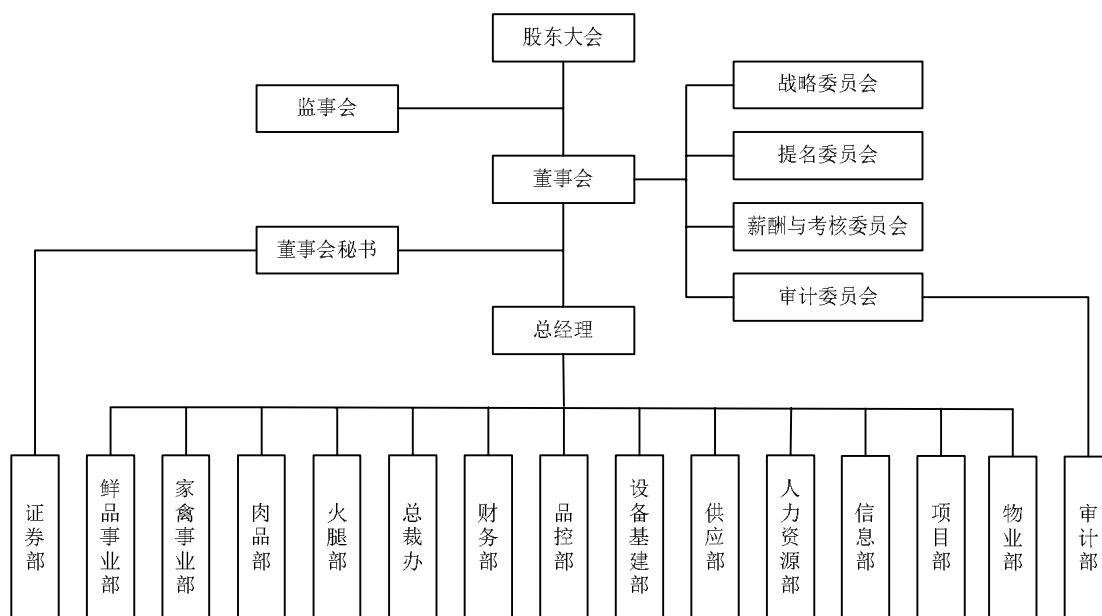 股东大会
战略委员会
监事会
提名委员会
董事会
薪酬与考核委员会
董事会秘书
审计委员会
总经理
证券部
鲜品事业部
家禽事业部
肉品部
火腿部
总裁办
财务部
品控部
设备基建部
供应部
人力资源部
信息部
项目部
物业部
审计部